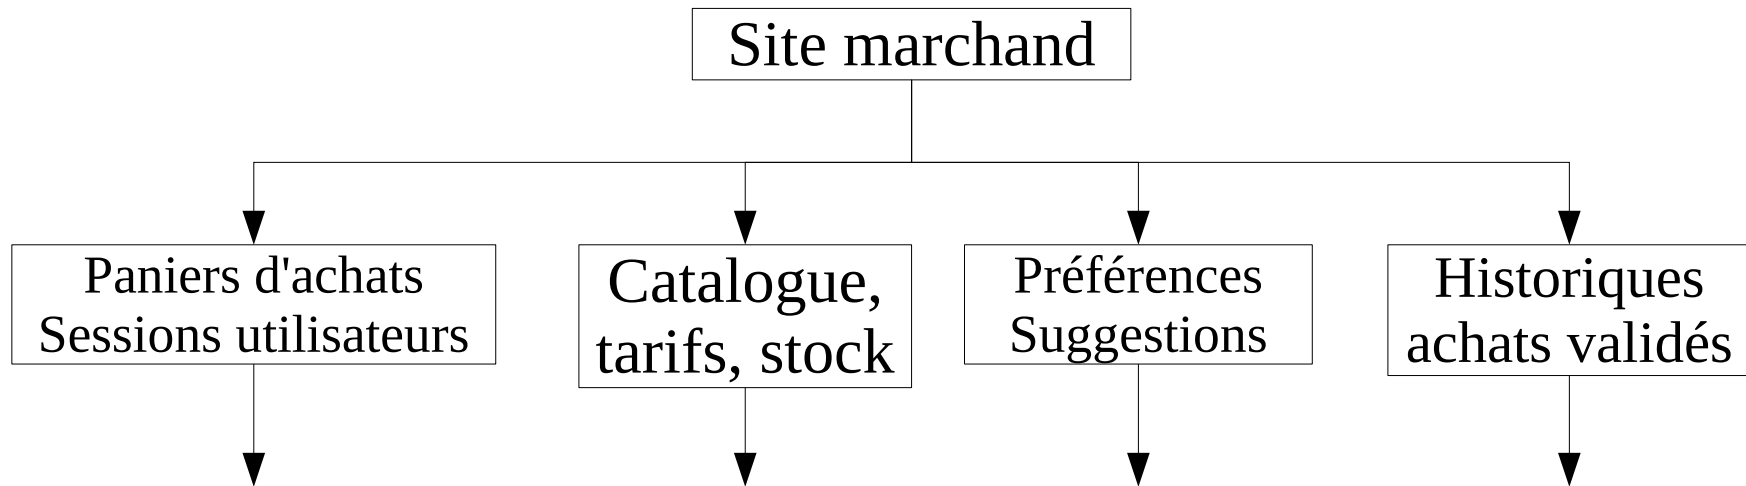 Site marchand
Paniers d'achats
Sessions utilisateurs
Catalogue,
tarifs, stock
Préférences
Suggestions
Historiques
achats validés